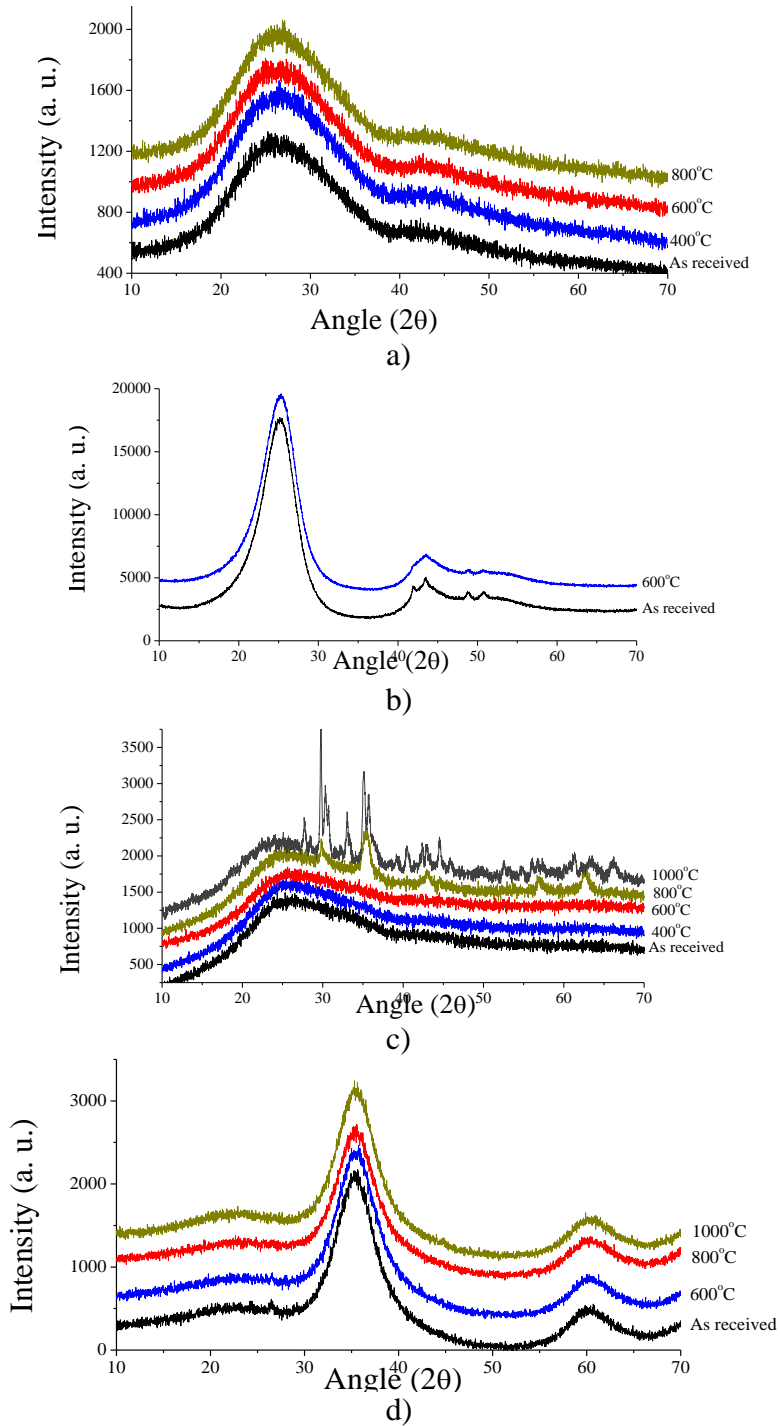 2000
1600
1200
800
400
Intensity (a. u.)
800°C
600°C
400°C
As received
10 20 30 40 50 60 70
Angle (2θ)
a)
20000
15000
10000
5000
0
Intensity (a. u.)
600°C
As received
10 20 30 40 50 60 70
Angle (2θ)
b)
3500
3000
2500
2000
1500
1000
500
Intensity (a. u.)
1000°C
800°C
600°C
400°C
As received
10 20 30 40 50 60 70
Angle (2θ)
c)
3000
2000
1000
0
Intensity (a. u.)
1000°C
800°C
600°C
As received
10 20 30 40 50 60 70
Angle (2θ)
d)